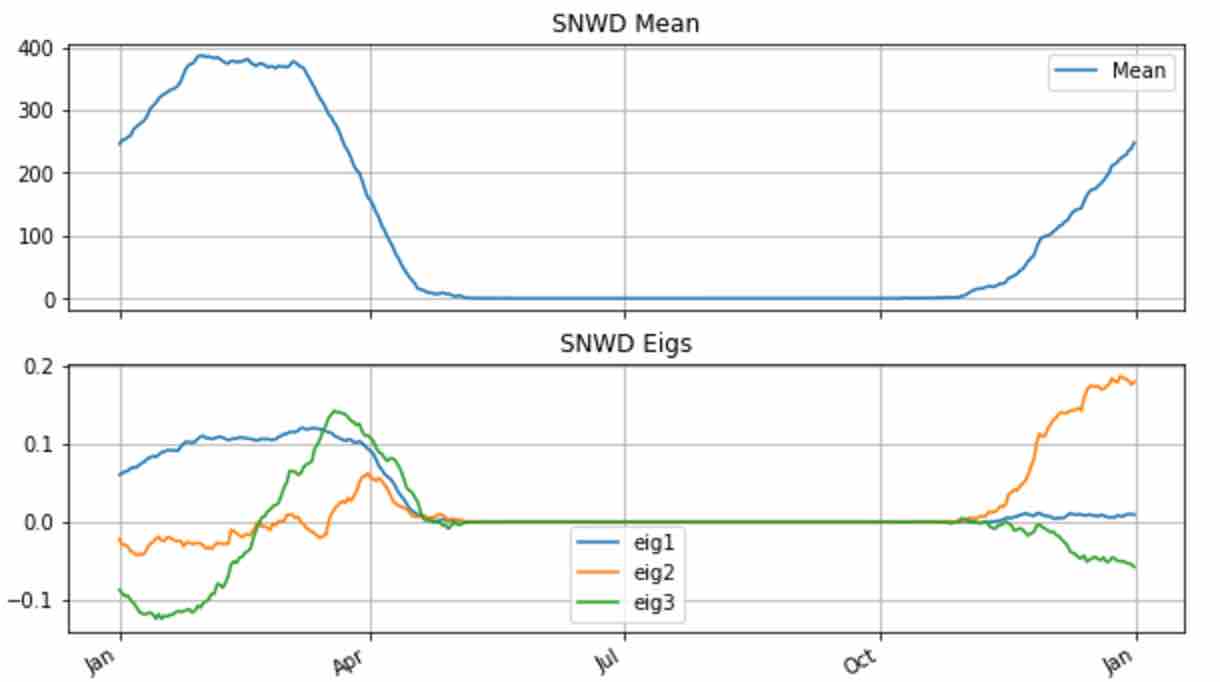 SNWD Mean
400
300
200
100
0
Mean
SNWD Eigs
0.2
0.1
0.0
−0.1
eig1
eig2
eig3
Jan
Apr
Jul
Oct
Jan